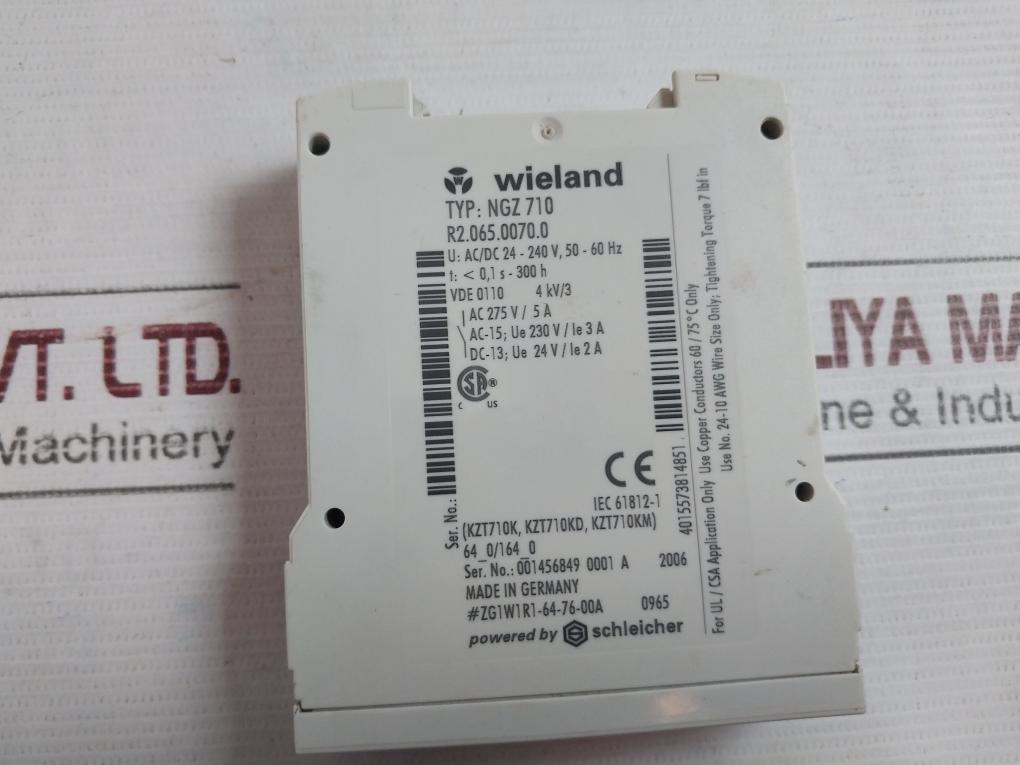 wieland
TYP: NGZ 710
R2.065.0070.0
U: AC/DC 24 - 240 V, 50 - 60 Hz
t: < 0,1 s - 300 h
VDE 0110 4 kV/3
AC 275 V / 5 A
AC-15; Ue 230 V / Ie 3 A
DC-13; Ue 24 V / Ie 2 A
CSA ®
C US
CE
IEC 61812-1
(KZT710K, KZT710KD, KZT710KM)
64_0/164_0
Ser. No.: 001456849 0001 A 2006
MADE IN GERMANY
#ZG1W1R1-64-76-00A 0965
powered by schleicher
Ser. No.:
4015573814851
For UL / CSA Application Only Use Copper Conductors 60 / 75°C Only
Use No. 24-10 AWG Wire Size Only; Tightening Torque 7 lbf in
VT. LTD.
Machinery
LIYA MA
ne & Indu